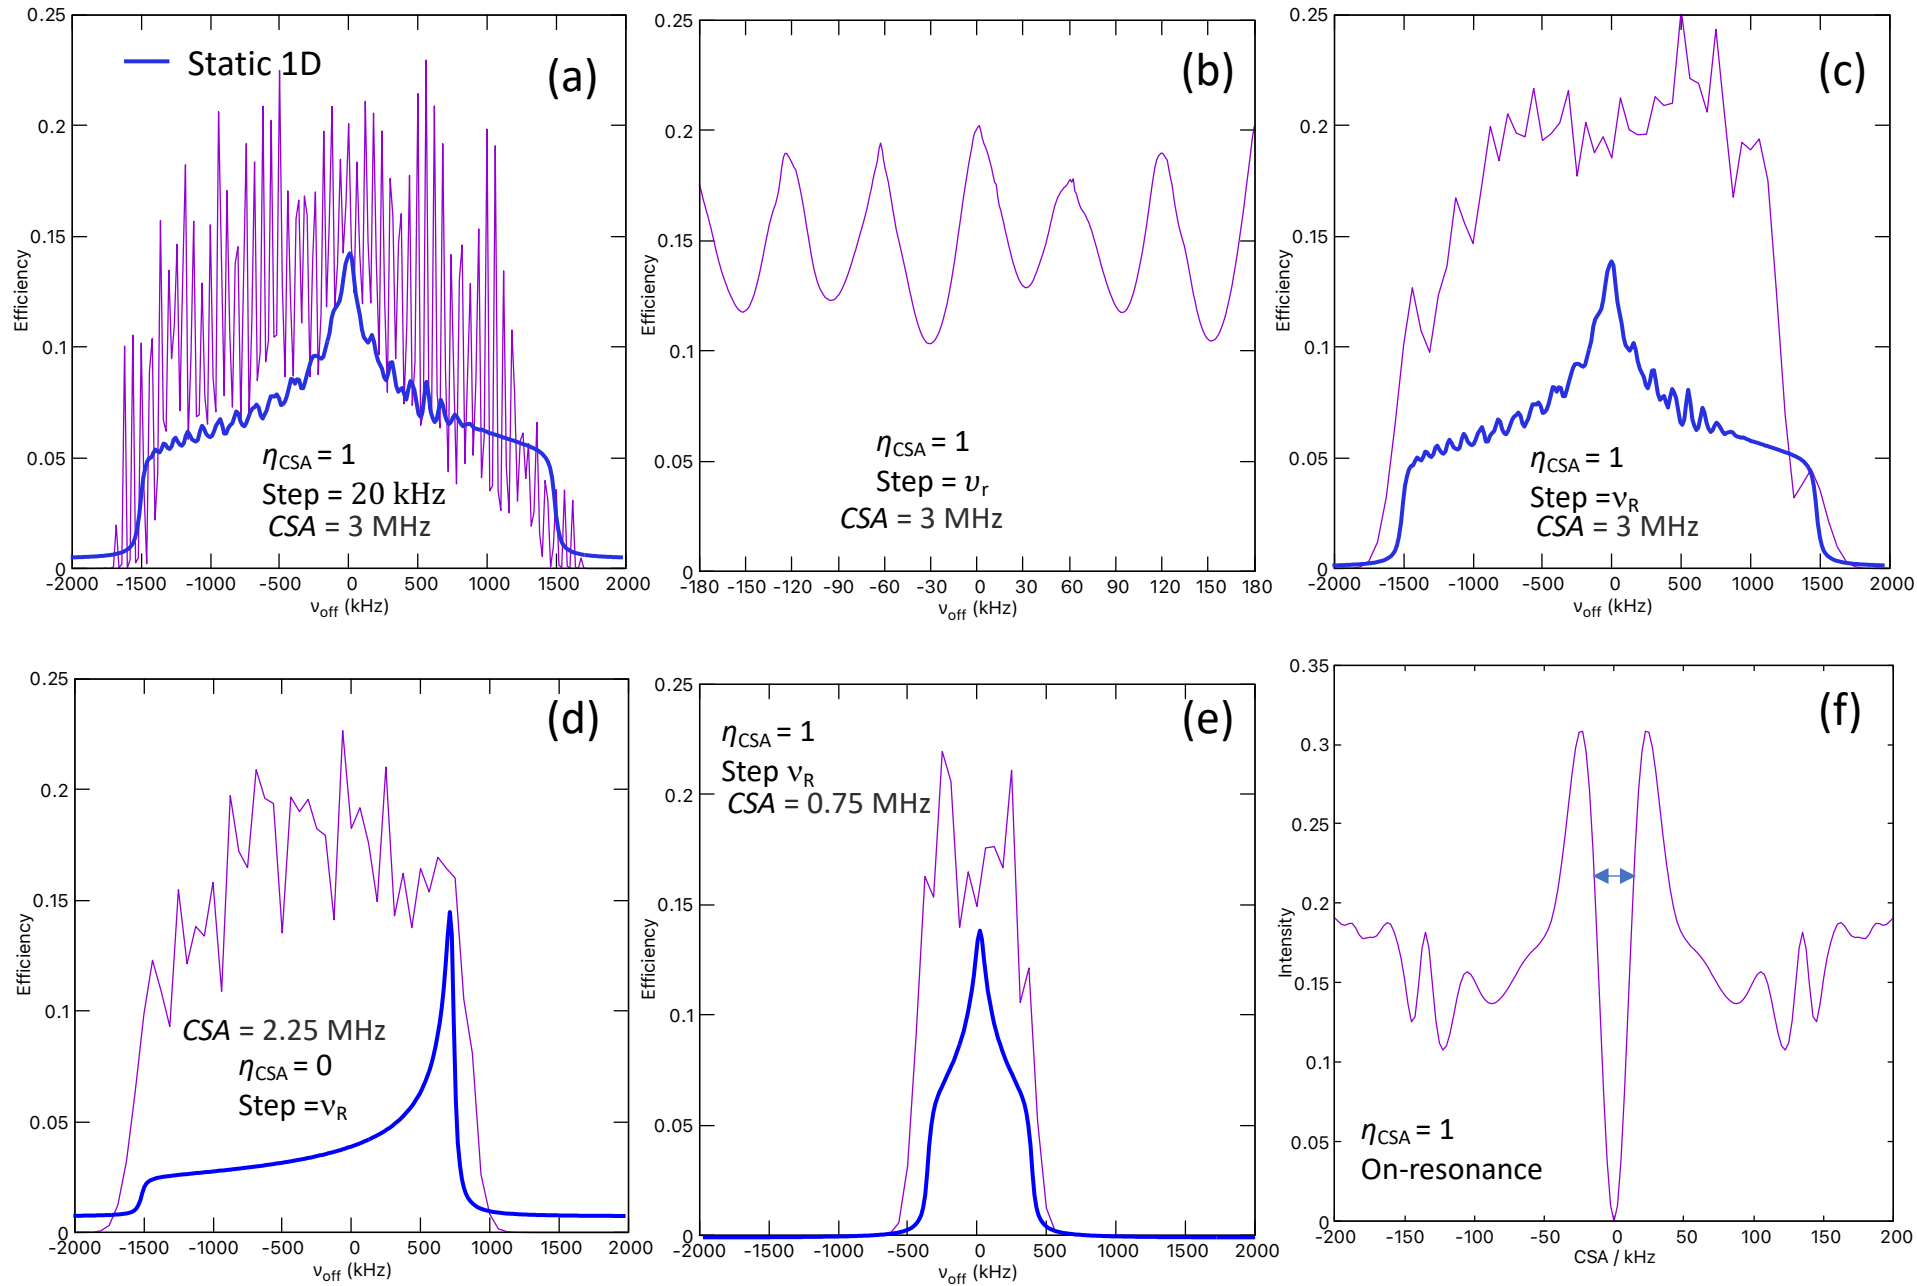 (a)
Static 1D
0.25
0.2
0.15
0.1
0.05
0
Efficiency
ηCSA = 1
Step = 20 kHz
CSA = 3 MHz
-2000 -1000 -500 0 500 1000 2000
νoff (kHz)
(b)
0.25
0.2
0.15
0.1
0.05
0
Efficiency
ηCSA = 1
Step = υr
CSA = 3 MHz
-180 -150 -120 -90 -60 -30 0 30 60 90 120 150 180
νoff (kHz)
(c)
0.25
0.2
0.15
0.1
0.05
0
Efficiency
ηCSA = 1
Step =νR
CSA = 3 MHz
-2000 -1000 -500 0 500 1000 2000
νoff (kHz)
(d)
0.25
0.2
0.15
0.1
0.05
0
Efficiency
CSA = 2.25 MHz
ηCSA = 0
Step =νR
-2000 -1000 -500 0 500 1000 2000
νoff (kHz)
(e)
0.25
0.2
0.15
0.1
0.05
0
Efficiency
ηCSA = 1
Step νR
CSA = 0.75 MHz
-2000 -1000 -500 0 500 1000 2000
νoff (kHz)
(f)
0.35
0.3
0.35
0.2
0.15
0.1
0.05
0
Intensity
ηCSA = 1
On-resonance
-200 -150 -100 -50 0 50 100 150 200
CSA / kHz